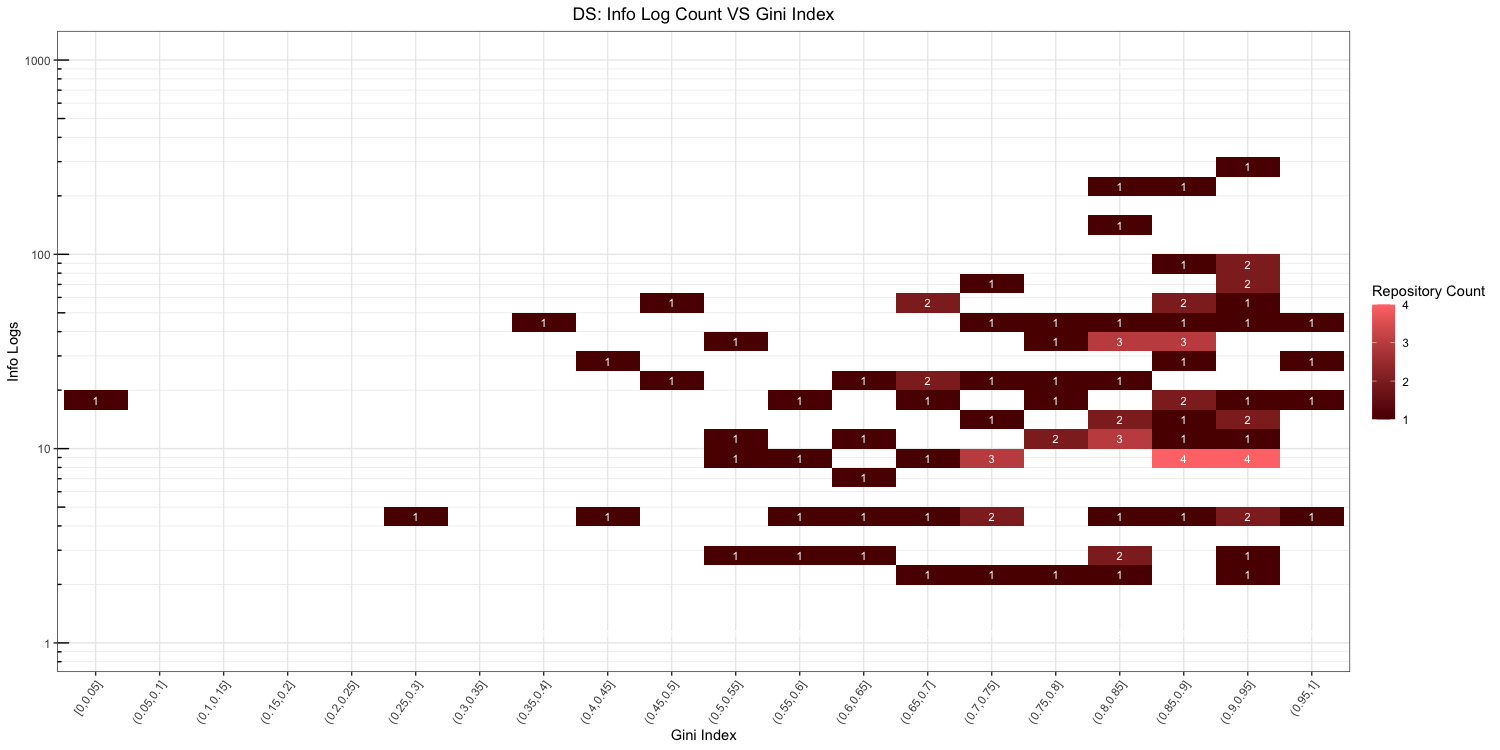 DS: Info Log Count VS Gini Index
1000
1
1 1
1
100
1 2
1 2
1 2 2 1
1 1 1 1 1 1 1
1 1 3 3
1 1 1
1 1 2 1 1 1
1 1 1 1 2 1 1
1 2 1 2
10
1 1 2 3 1 1
1 1 1 3 4 4
1
1 1 1 1 1 2 1 1 2 1
1 1 1 2 1
1 1 1 1 1
1
Info Logs
[0,0.05] (0.05,0.1] (0.1,0.15] (0.15,0.2] (0.2,0.25] (0.25,0.3] (0.3,0.35] (0.35,0.4] (0.4,0.45] (0.45,0.5] (0.5,0.55] (0.55,0.6] (0.6,0.65] (0.65,0.7] (0.7,0.75] (0.75,0.8] (0.8,0.85] (0.85,0.9] (0.9,0.95] (0.95,1]
Gini Index
Repository Count
4
3
2
1